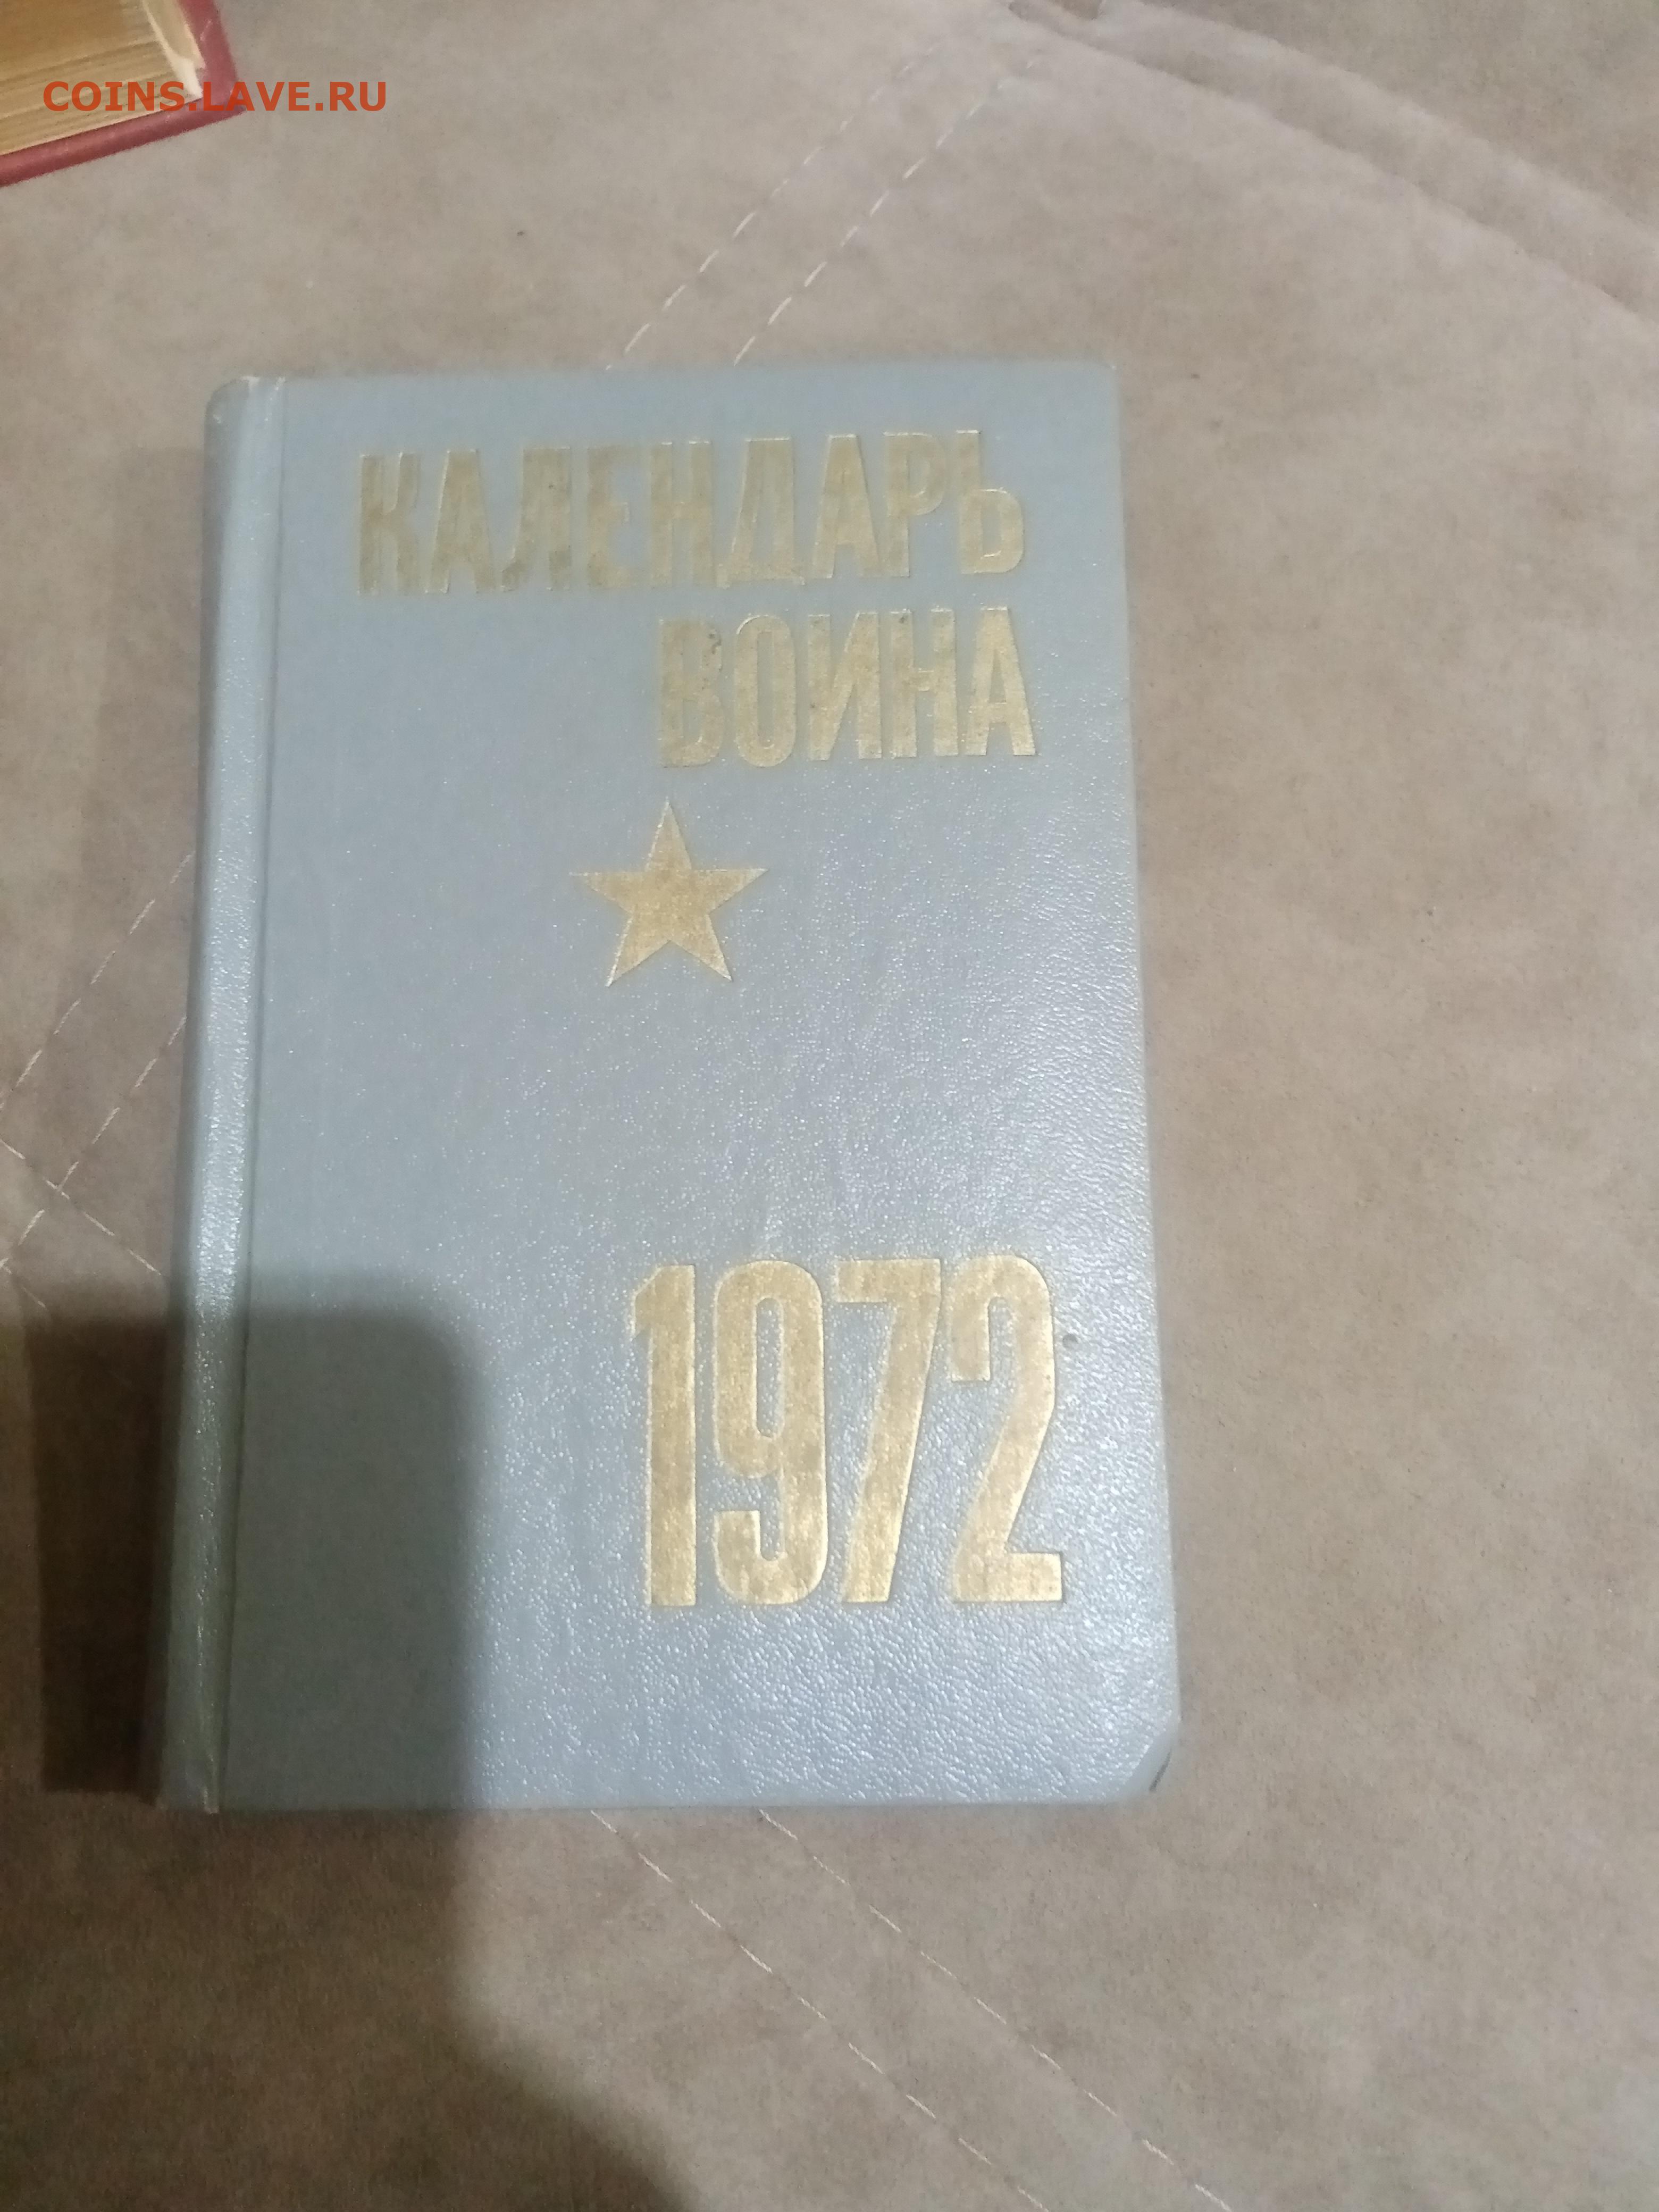 COINS.LAVE.RU
КАЛЕНДАРЬ
ВОИНА
1972